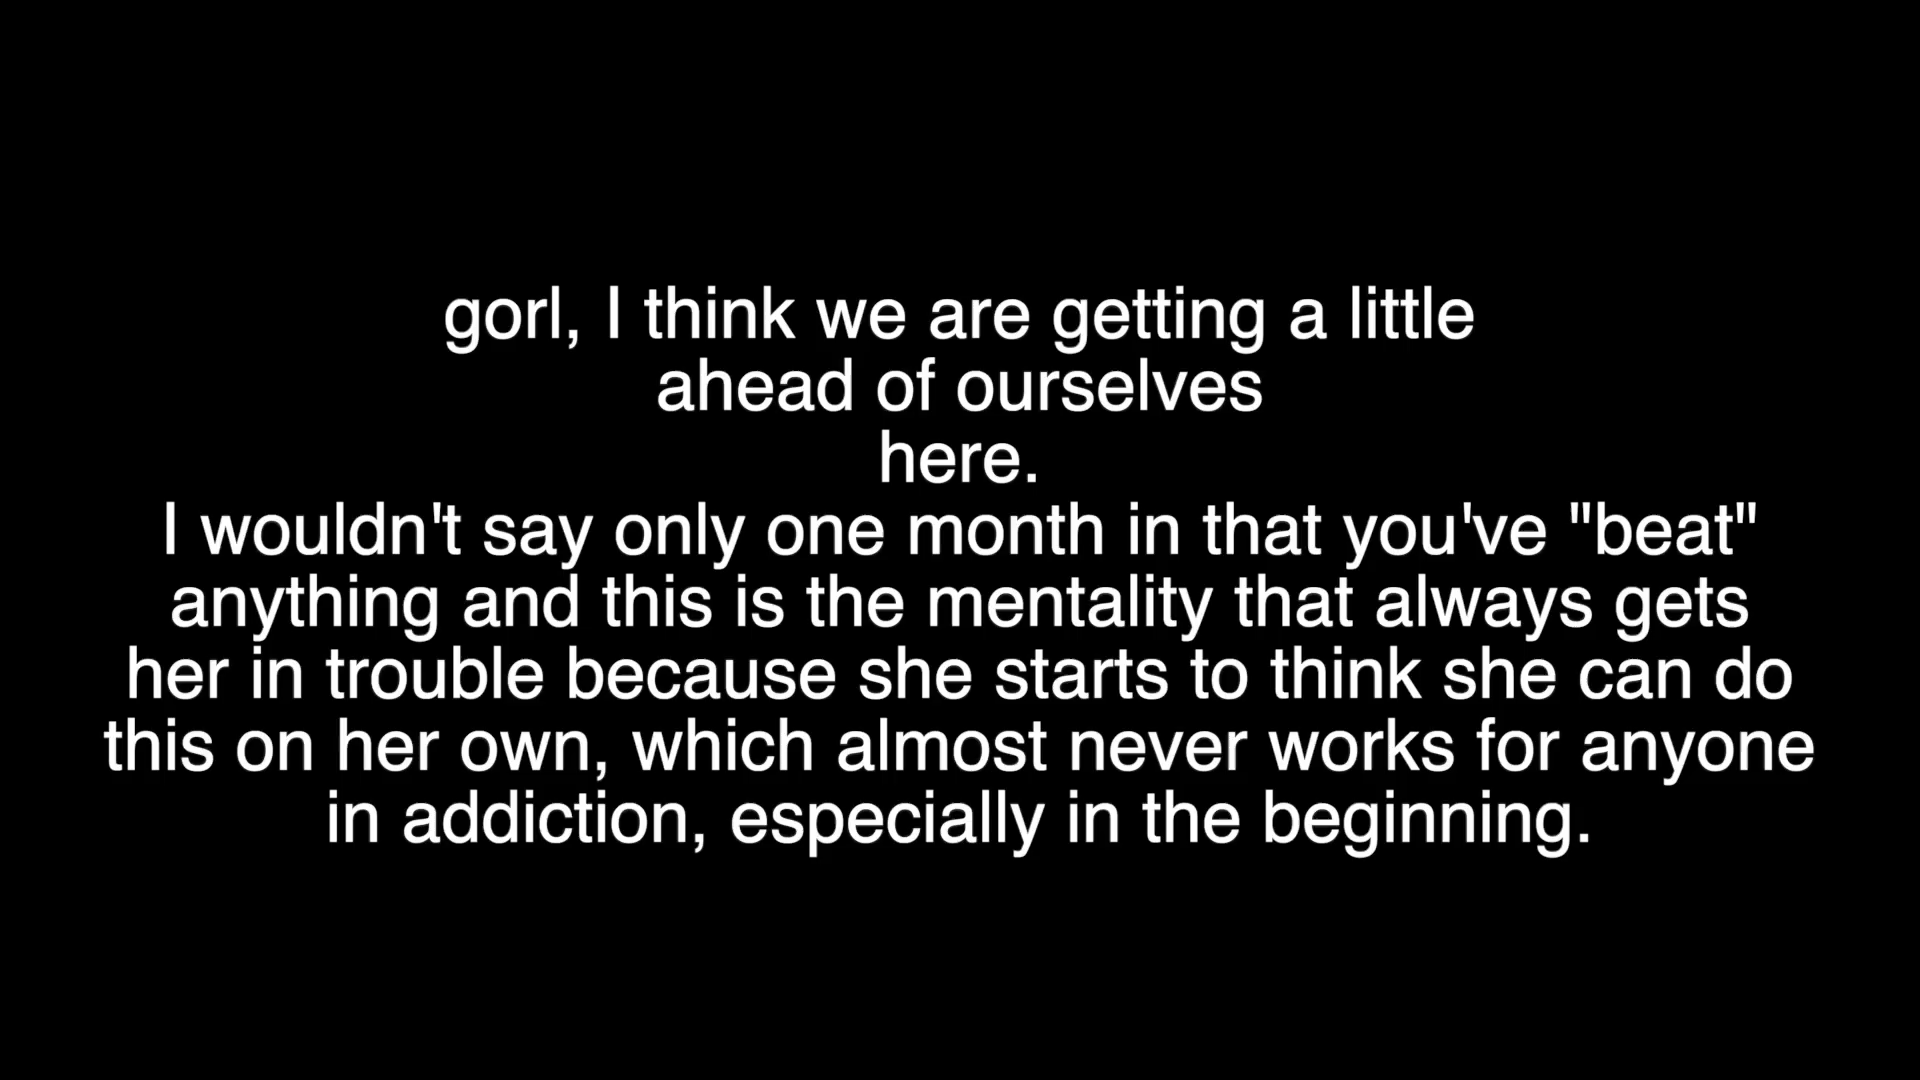 gorl, I think we are getting a little
ahead of ourselves
here.
I wouldn't say only one month in that you've "beat"
anything and this is the mentality that always gets
her in trouble because she starts to think she can do
this on her own, which almost never works for anyone
in addiction, especially in the beginning.